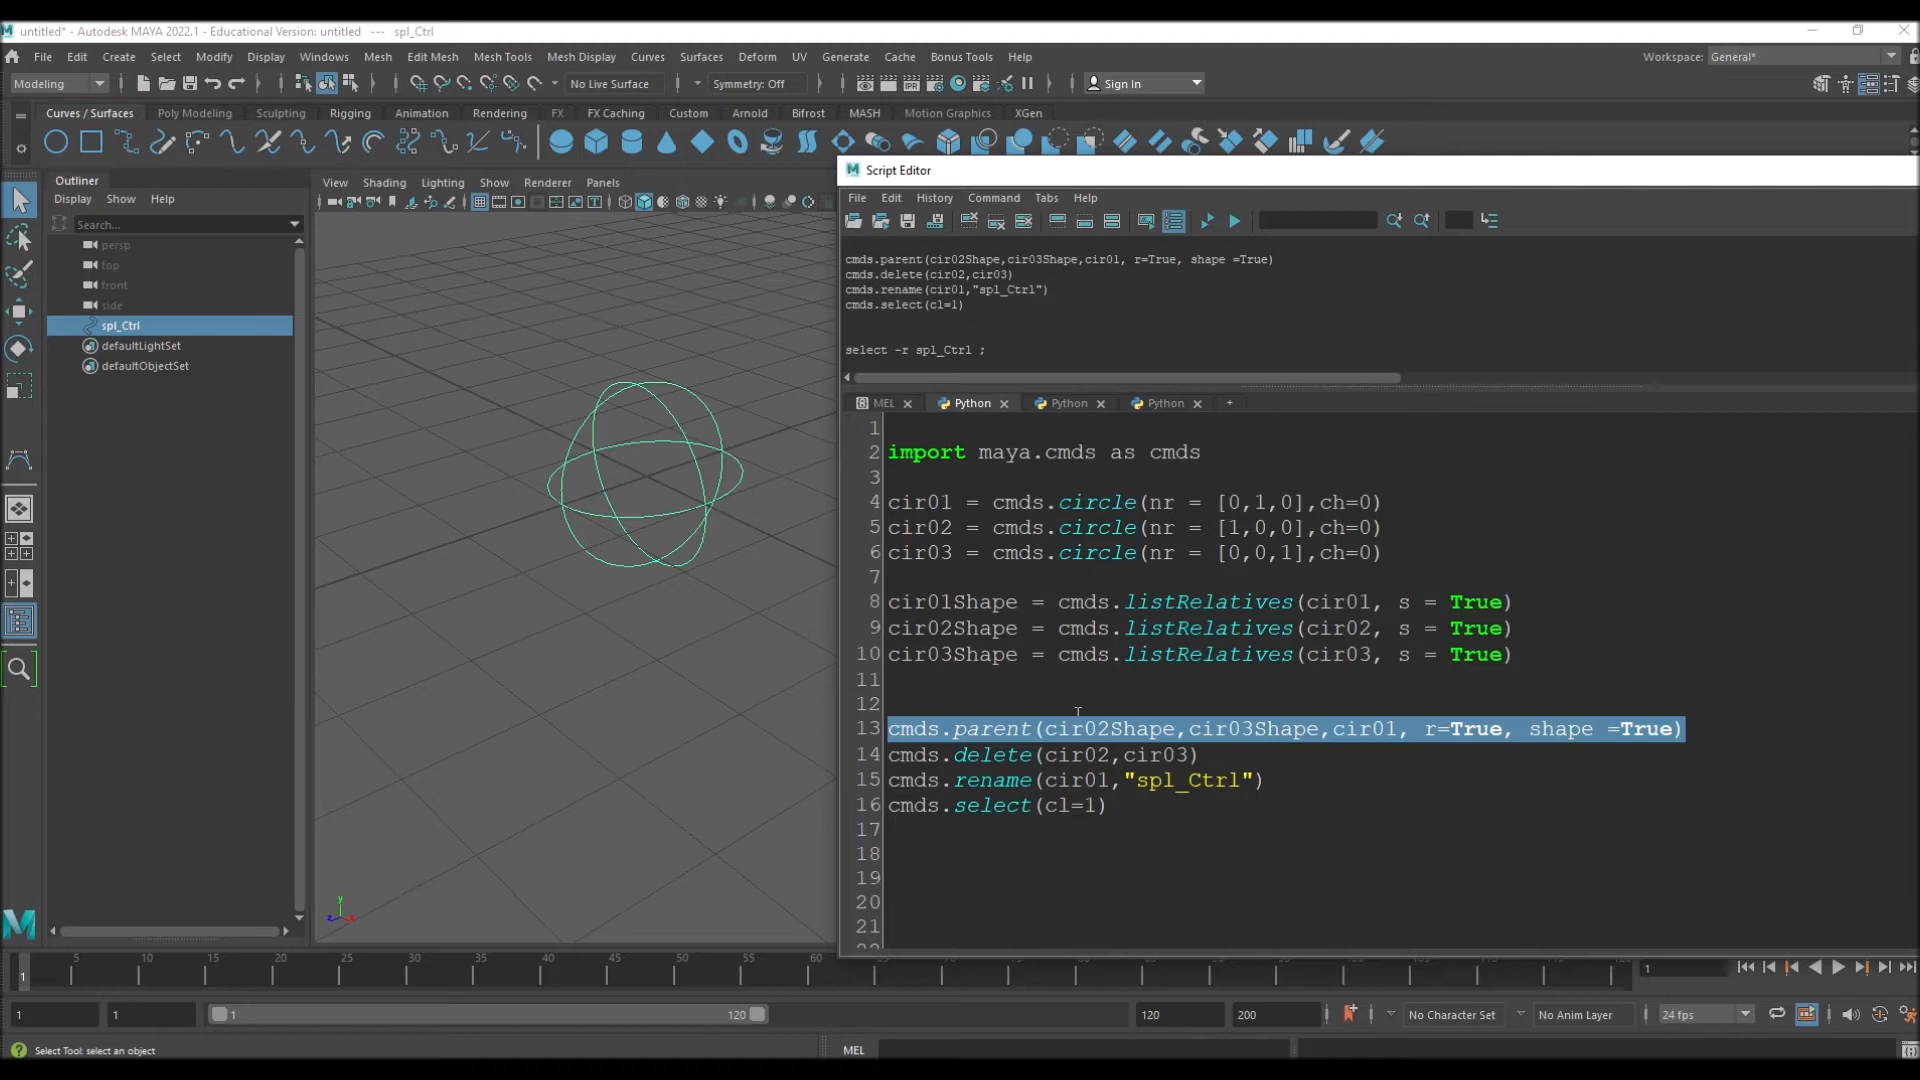 untitled* - Autodesk MAYA 2022.1 - Educational Version: untitled   ---   spl_Ctrl
File Edit Create Select Modify Display Windows Mesh Edit Mesh Mesh Tools Mesh Display Curves Surfaces Deform UV Generate Cache Bonus Tools Help
Workspace: General*
Modeling No Live Surface Symmetry: Off Sign In
Curves / Surfaces Poly Modeling Sculpting Rigging Animation Rendering FX FX Caching Custom Arnold Bifrost MASH Motion Graphics XGen
Outliner
Display Show Help
Search...
persp
top
front
side
spl_Ctrl
defaultLightSet
defaultObjectSet
View Shading Lighting Show Renderer Panels
Script Editor
File Edit History Command Tabs Help
cmds.parent(cir02Shape,cir03Shape,cir01, r=True, shape =True)
cmds.delete(cir02,cir03)
cmds.rename(cir01,"spl_Ctrl")
cmds.select(cl=1)
select -r spl_Ctrl ;
MEL Python Python Python +
1
2 import maya.cmds as cmds
3
4 cir01 = cmds.circle(nr = [0,1,0],ch=0)
5 cir02 = cmds.circle(nr = [1,0,0],ch=0)
6 cir03 = cmds.circle(nr = [0,0,1],ch=0)
7
8 cir01Shape = cmds.listRelatives(cir01, s = True)
9 cir02Shape = cmds.listRelatives(cir02, s = True)
10 cir03Shape = cmds.listRelatives(cir03, s = True)
11
12
13 cmds.parent(cir02Shape,cir03Shape,cir01, r=True, shape =True)
14 cmds.delete(cir02,cir03)
15 cmds.rename(cir01,"spl_Ctrl")
16 cmds.select(cl=1)
17
18
19
20
21
y
z x
1 5 10 15 20 25 30 35 40 45 50 55 60 1
1 1 1 120 120 200 No Character Set No Anim Layer 24 fps
Select Tool: select an object MEL